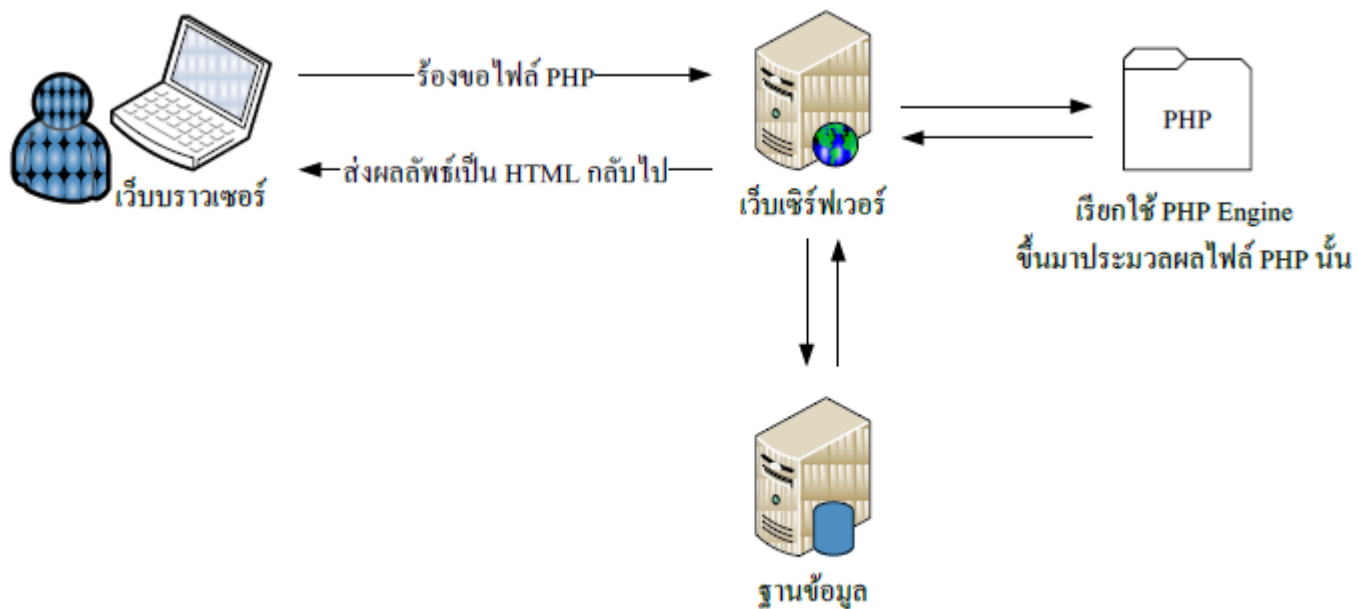 ร้องขอไฟล์ PHP
ส่งผลลัพธ์เป็น HTML กลับไป
เว็บบราวเซอร์
เว็บเซิร์ฟเวอร์
PHP
เรียกใช้ PHP Engine
ขึ้นมาประมวลผลไฟล์ PHP นั้น
ฐานข้อมูล